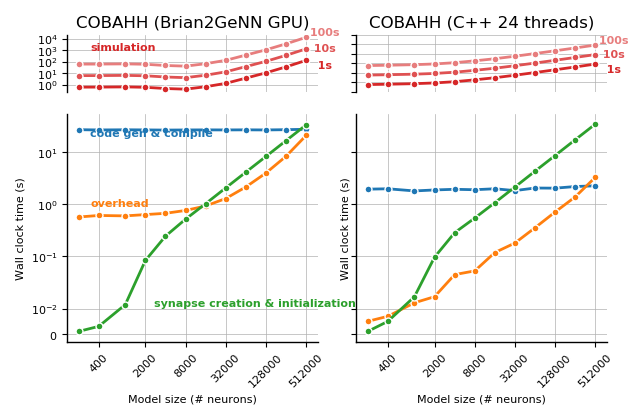 COBAHH (Brian2GeNN GPU)
COBAHH (C++ 24 threads)
10⁴
10³
10²
10¹
10⁰
simulation
100s
10s
1s
100s
10s
1s
Wall clock time (s)
10¹
10⁰
10⁻¹
10⁻²
0
code gen & compile
overhead
synapse creation & initialization
Wall clock time (s)
400
2000
8000
32000
128000
512000
Model size (# neurons)
400
2000
8000
32000
128000
512000
Model size (# neurons)